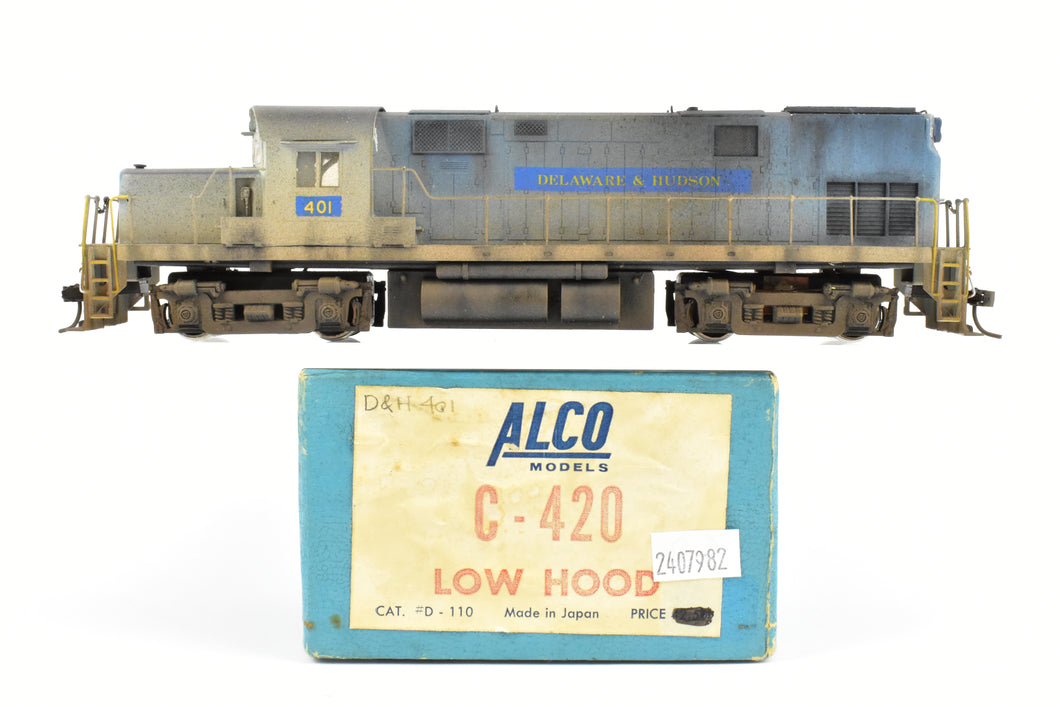 DELAWARE & HUDSON
401
D&H 401
ALCO
MODELS
C-420
LOW HOOD
2407982
CAT. #D-110 Made in Japan PRICE